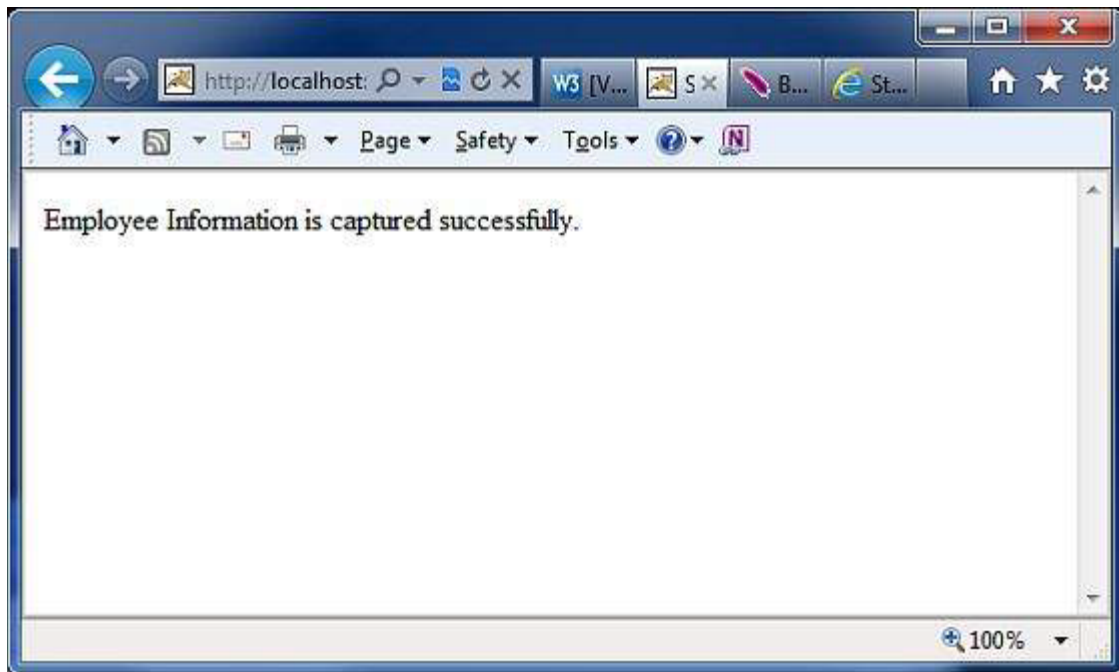 http://localhost:
W3 [V...
S
B...
St...
Page
Safety
Tools
N
Employee Information is captured successfully.
100%